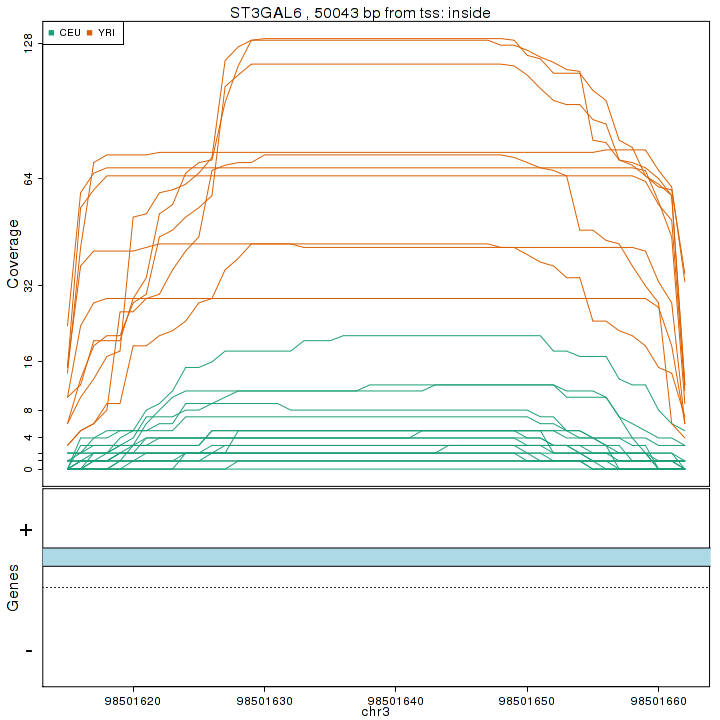 ST3GAL6 , 50043 bp from tss: inside
CEU YRI
128
64
32
16
8
4
0
Coverage
+
-
Genes
98501620 98501630 98501640 98501650 98501660
chr3